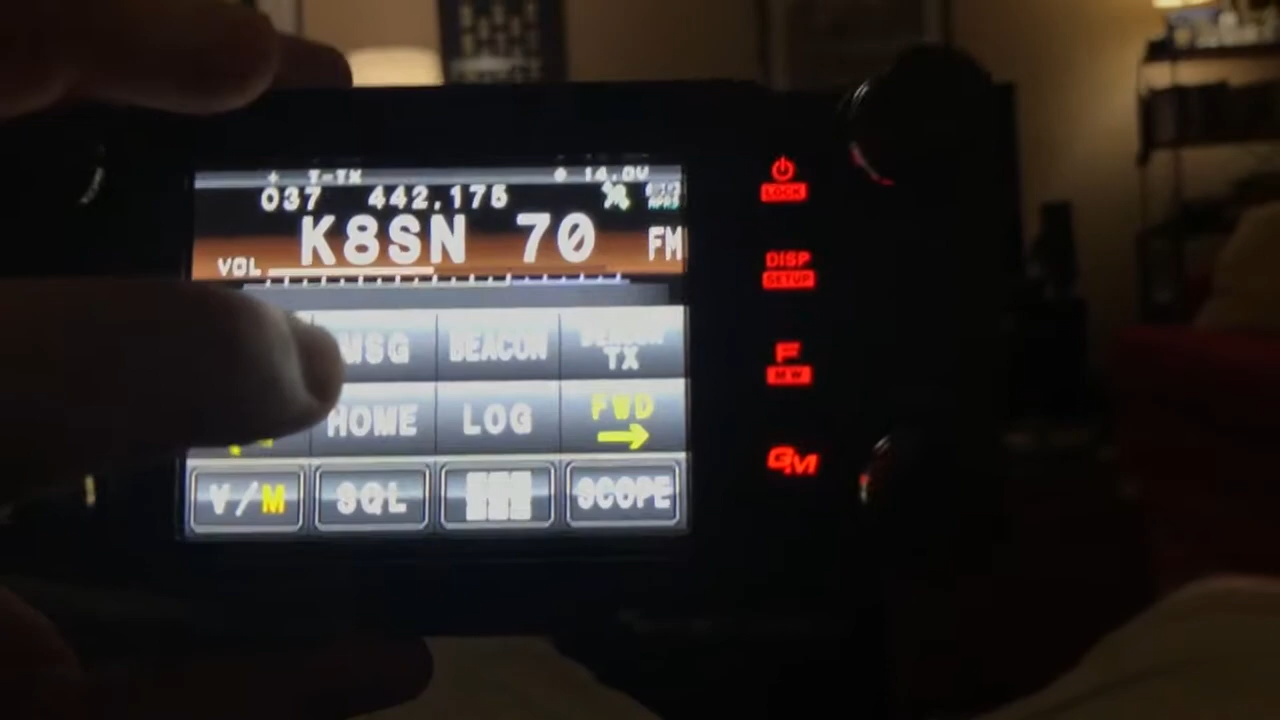 + T-TX 14.0V
037 442.175
K8SN 70 FM
VOL
MSG BEACON TX
HOME LOG FWD
V/M SQL SCOPE
LOCK
DISP
SETUP
F
MW
GM